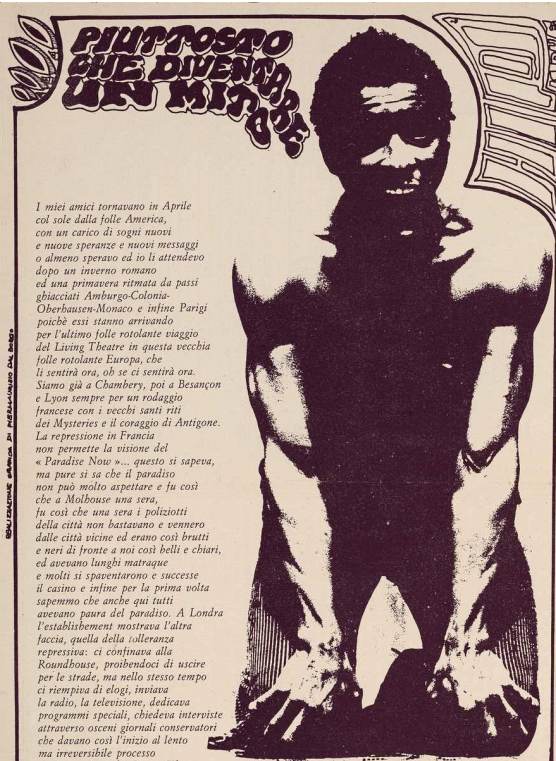 PIUTTOSTO
CHE DIVENTARE
UN MITO
I miei amici tornavano in Aprile
col sole dalla folle America,
con un carico di sogni nuovi
e nuove speranze e nuovi messaggi
o almeno speravo ed io li attendevo
dopo un inverno romano
ed una primavera ritmata da passi
ghiacciati Amburgo-Colonia-
Oberhausen-Monaco e infine Parigi
poichè essi stanno arrivando
per l'ultimo folle rotolante viaggio
del Living Theatre in questa vecchia
folle rotolante Europa, che
li sentirà ora, oh se ci sentirà ora.
Siamo già a Chambery, poi a Besançon
e Lyon sempre per un rodaggio
francese con i vecchi santi riti
dei Mysteries e il coraggio di Antigone.
La repressione in Francia
non permette la visione del
« Paradise Now »... questo si sapeva,
ma pure si sa che il paradiso
non può molto aspettare e fu così
che a Molhouse una sera,
fu così che una sera i poliziotti
della città non bastavano e vennero
dalle città vicine ed erano così brutti
e neri di fronte a noi così belli e chiari,
ed avevano lunghi matraque
e molti si spaventarono e successe
il casino e infine per la prima volta
sapemmo che anche qui tutti
avevano paura del paradiso. A Londra
l'establishement mostrava l'altra
faccia, quella della tolleranza
repressiva: ci confinava alla
Roundhouse, proibendoci di uscire
per le strade, ma nello stesso tempo
ci riempiva di elogi, inviava
la radio, la televisione, dedicava
programmi speciali, chiedeva interviste
attraverso osceni giornali conservatori
che davano così l'inizio al lento
ma irreversibile processo
REALIZZAZIONE GRAFICA DI PIERMAURIZIO DAL BORGO